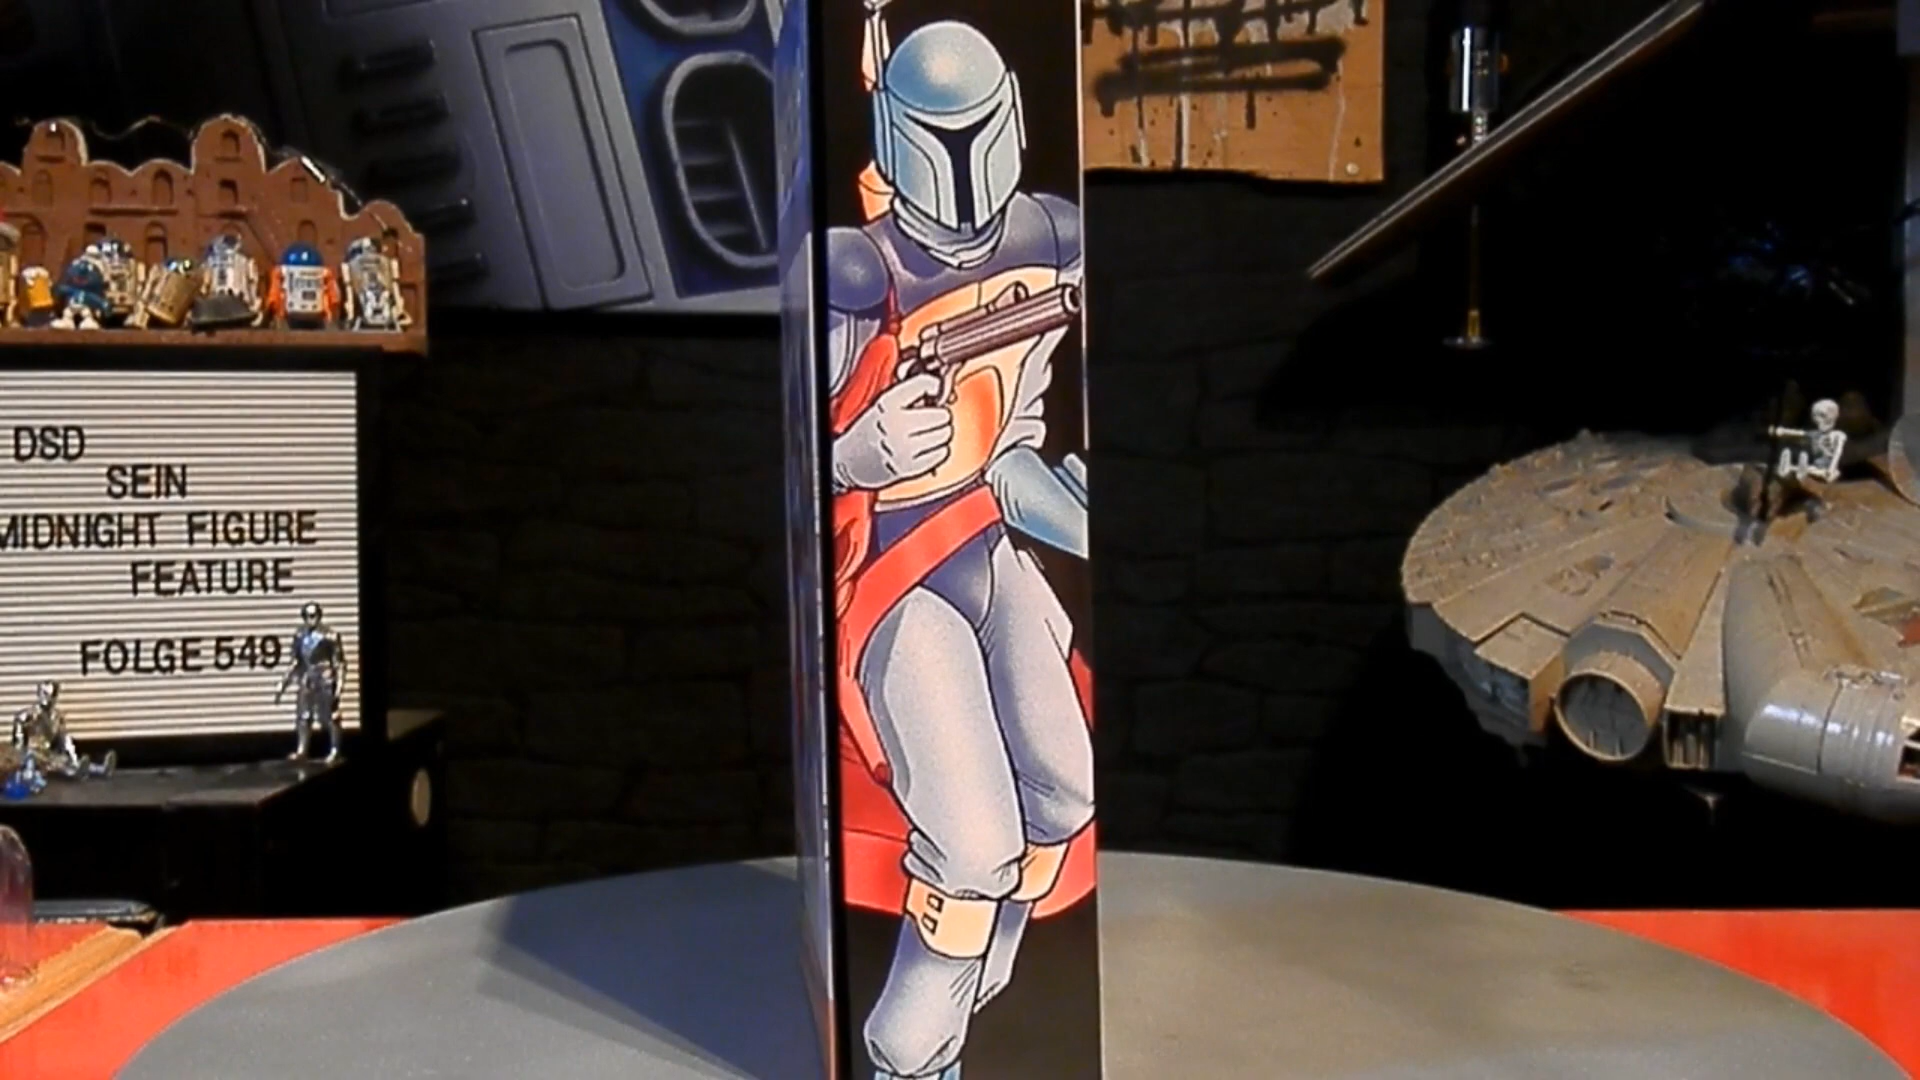 DSD
SEIN
MIDNIGHT FIGURE
FEATURE
FOLGE 549